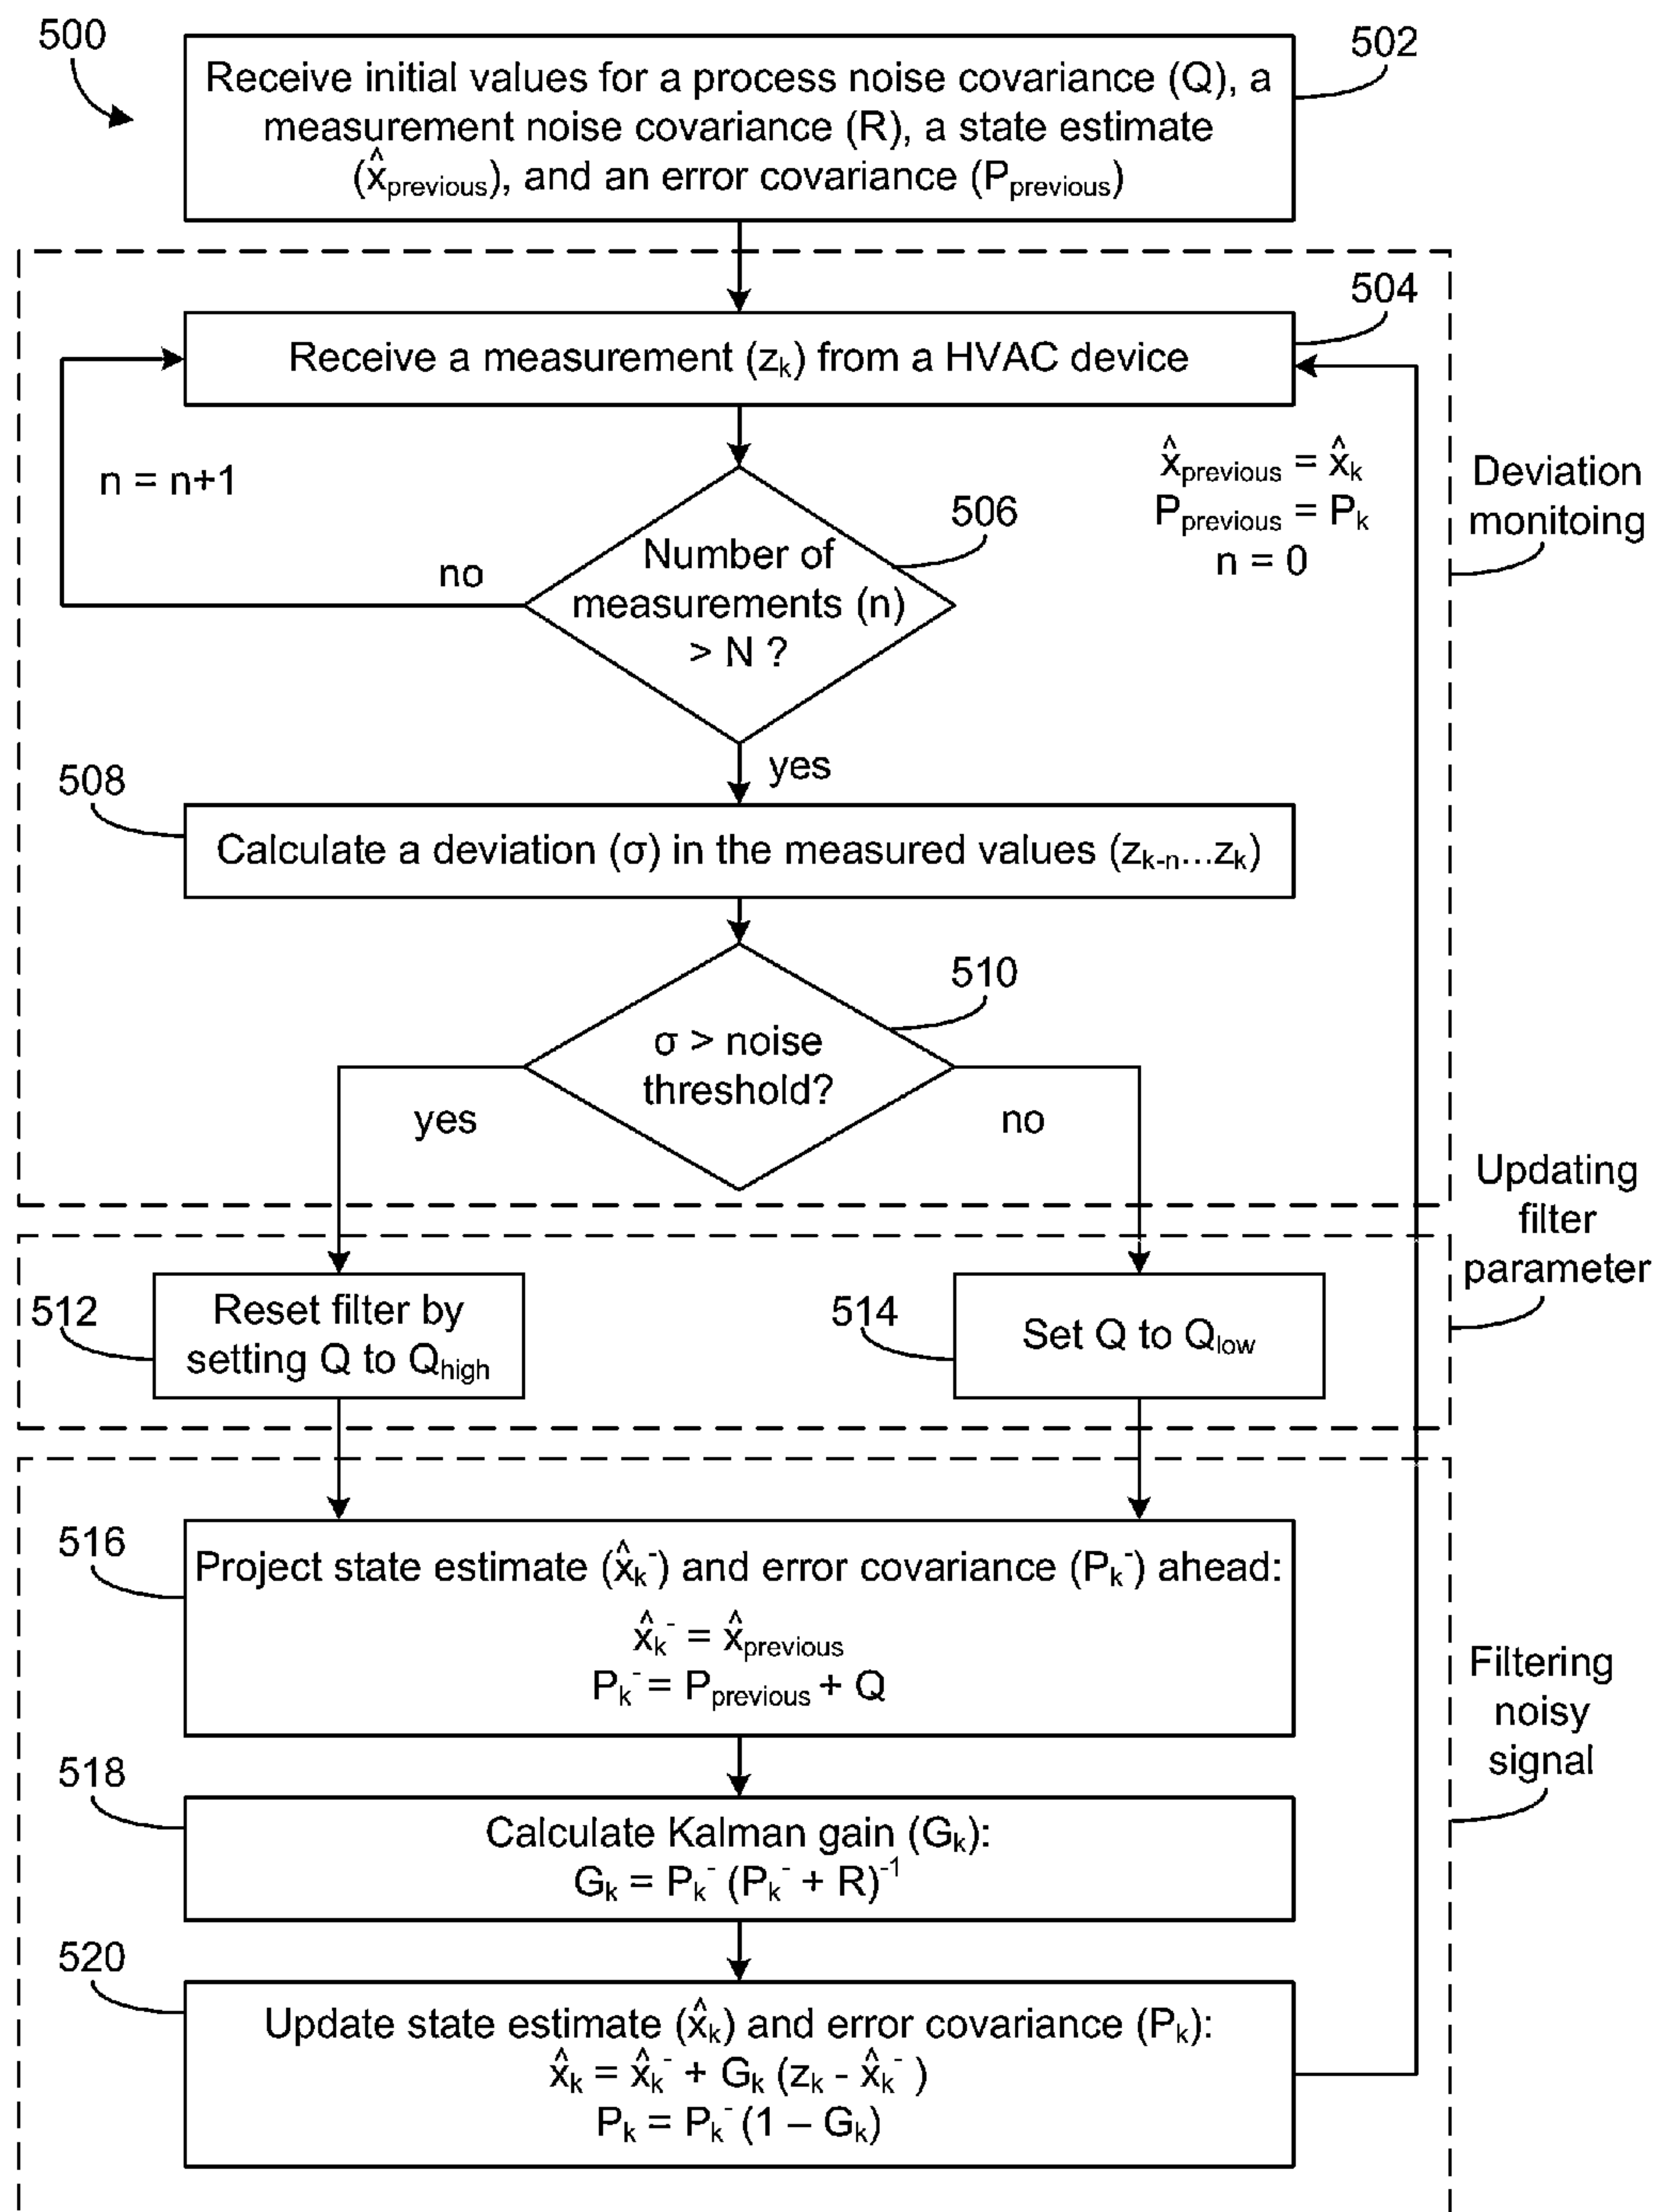 500
502
Receive initial values for a process noise covariance (Q), a
measurement noise covariance (R), a state estimate
(x̂previous), and an error covariance (Pprevious)
504
Receive a measurement (zk) from a HVAC device
n = n+1
x̂previous = x̂k
Pprevious = Pk
n = 0
Deviation
monitoing
506
Number of
measurements (n)
> N ?
no
yes
508
Calculate a deviation (σ) in the measured values (zk-n...zk)
510
σ > noise
threshold?
yes
no
Updating
filter
parameter
512
Reset filter by
setting Q to Qhigh
514
Set Q to Qlow
516
Project state estimate (x̂k⁻) and error covariance (Pk⁻) ahead:
x̂k⁻ = x̂previous
Pk⁻ = Pprevious + Q
Filtering
noisy
signal
518
Calculate Kalman gain (Gk):
Gk = Pk⁻ (Pk⁻ + R)⁻¹
520
Update state estimate (x̂k) and error covariance (Pk):
x̂k = x̂k⁻ + Gk (zk - x̂k⁻ )
Pk = Pk⁻ (1 – Gk)